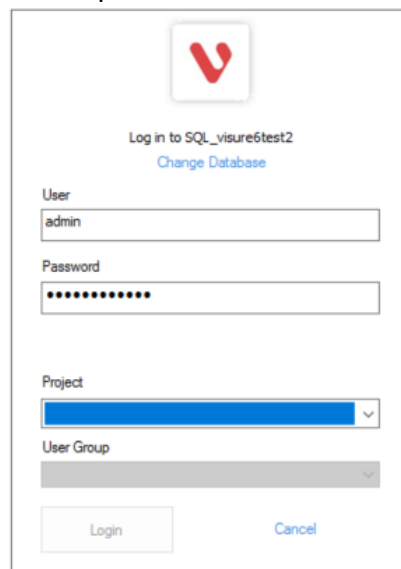 Log in to SQL_visure6test2
Change Database
User
admin
Password
••••••••••••
Project
User Group
Login Cancel